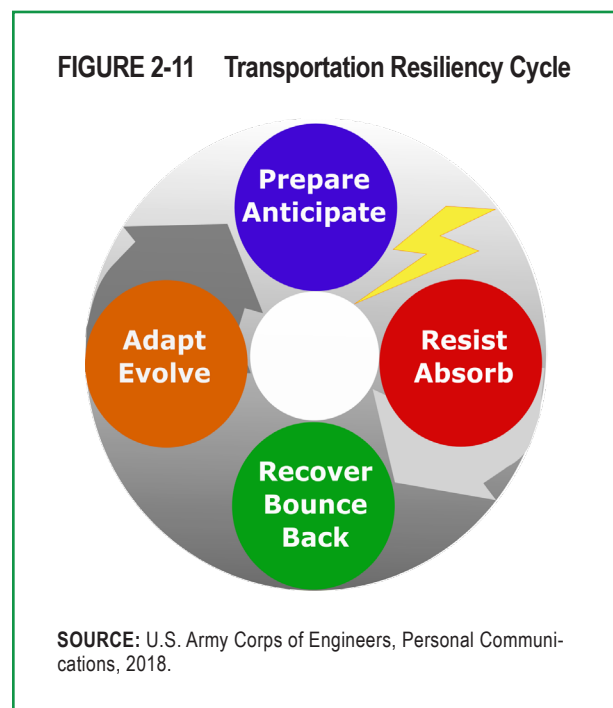 FIGURE 2-11 Transportation Resiliency Cycle
Prepare
Anticipate
Adapt
Evolve
Resist
Absorb
Recover
Bounce
Back
SOURCE: U.S. Army Corps of Engineers, Personal Communi-
cations, 2018.